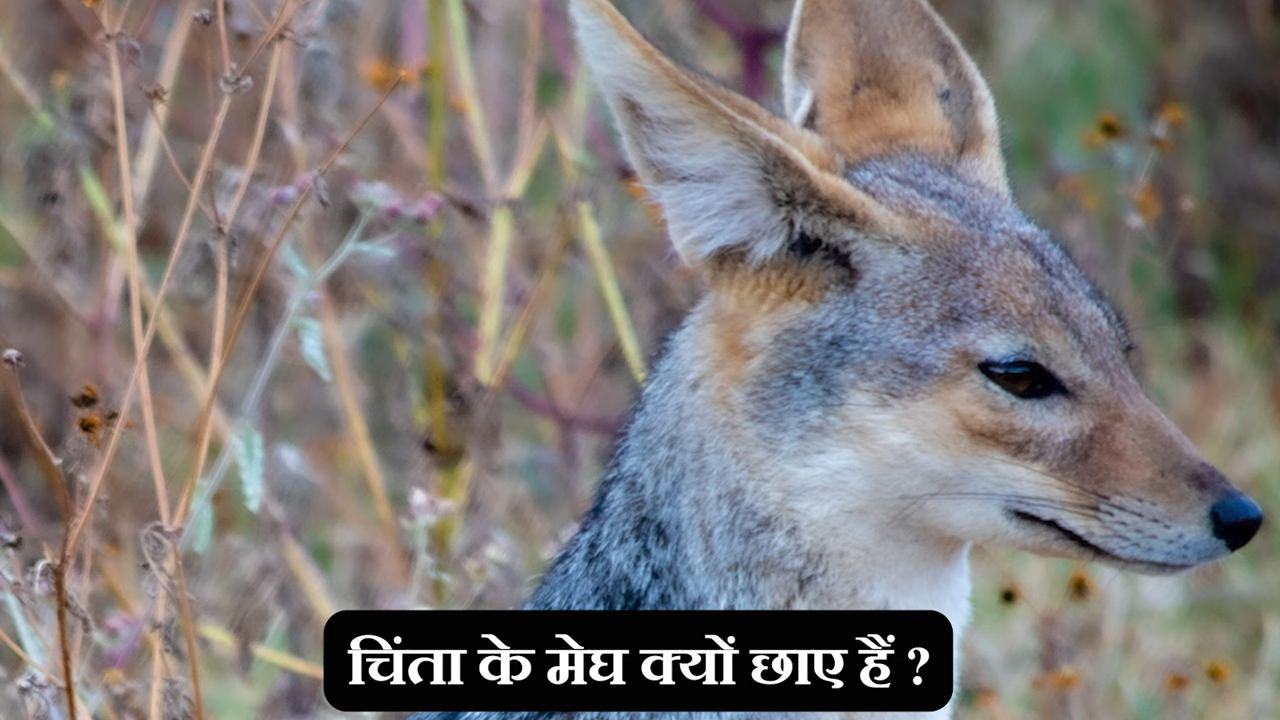 चिंता के मेघ क्यों छाए हैं ?